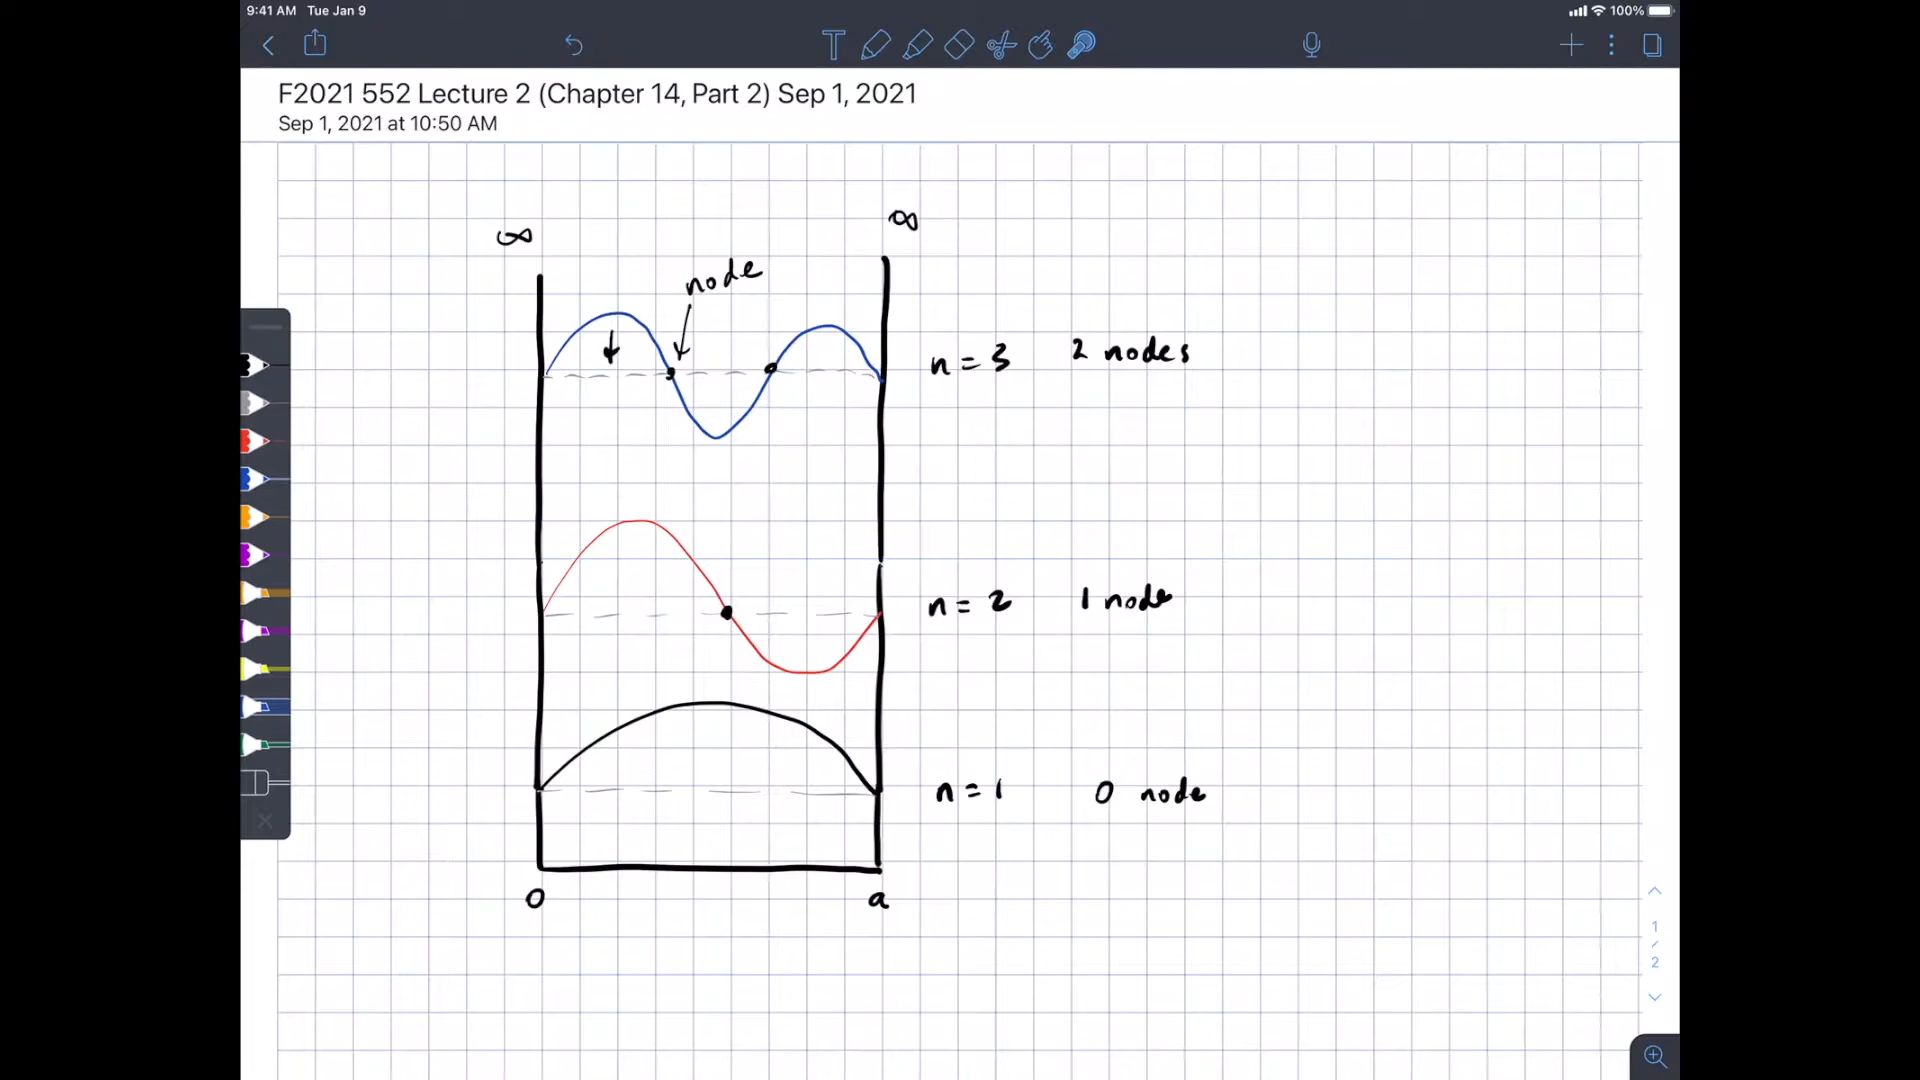 9:41 AM Tue Jan 9
100%
F2021 552 Lecture 2 (Chapter 14, Part 2) Sep 1, 2021
Sep 1, 2021 at 10:50 AM
∞ ∞
node
n = 3 2 nodes
n = 2 1 node
n = 1 0 node
0 a
1
/
2